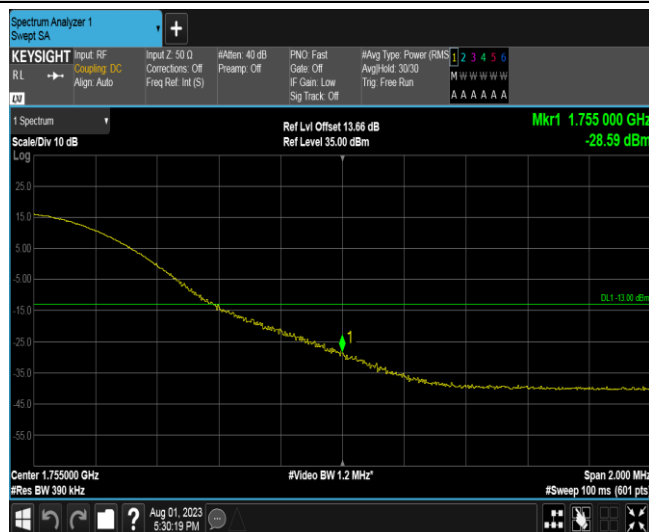 Spectrum Analyzer 1
Swept SA
+
KEYSIGHT Input: RF Input Z: 50 Ω #Atten: 40 dB PNO: Fast #Avg Type: Power (RMS 1 2 3 4 5 6
RL Coupling: DC Corrections: Off Preamp: Off Gate: Off Avg|Hold: 30/30 M W W W W W
Align: Auto Freq Ref: Int (S) IF Gain: Low Trig: Free Run
Sig Track: Off A A A A A A
LXI
1 Spectrum Ref Lvl Offset 13.66 dB Mkr1 1.755 000 GHz
Scale/Div 10 dB Ref Level 35.00 dBm -28.59 dBm
Log
25.0
15.0
5.00
-5.00
DL1 -13.00 dBm
-15.0
-25.0
1
-35.0
-45.0
-55.0
Center 1.755000 GHz #Video BW 1.2 MHz* Span 2.000 MHz
#Res BW 390 kHz #Sweep 100 ms (601 pts)
? Aug 01, 2023
5:30:19 PM